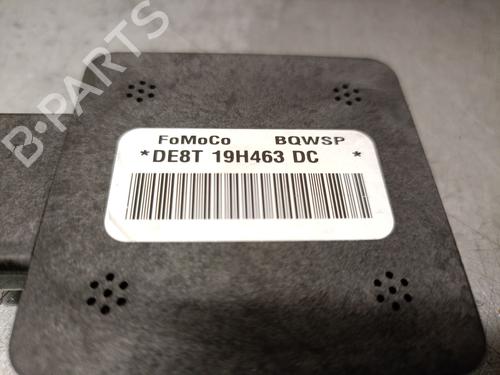 B-PARTS
FoMoCo BQWSP
*DE8T 19H463 DC *